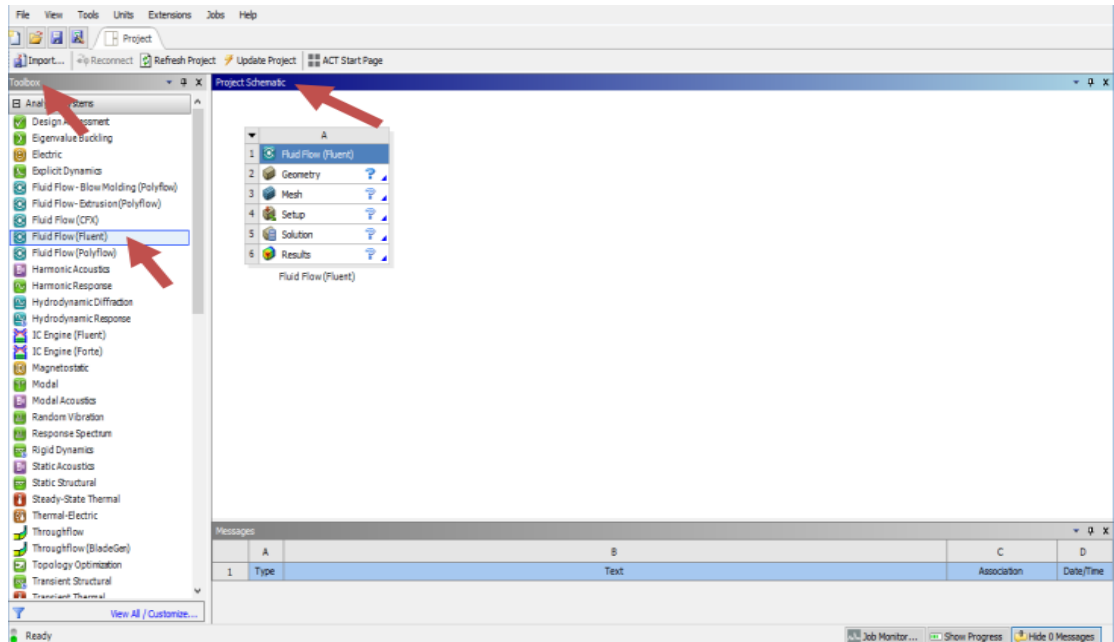 File View Tools Units Extensions Jobs Help
Project
Import... Reconnect Refresh Project Update Project ACT Start Page
Toolbox
Project Schematic
Design
Eigenvalue Buckling
Electric
Explicit Dynamics
Fluid Flow - Blow Molding (Polyflow)
Fluid Flow - Extrusion (Polyflow)
Fluid Flow (CFX)
Fluid Flow (Fluent)
Fluid Flow (Polyflow)
Harmonic Acoustics
Harmonic Response
Hydrodynamic Diffraction
Hydrodynamic Response
IC Engine (Fluent)
IC Engine (Forte)
Magnetostatic
Modal
Modal Acoustics
Random Vibration
Response Spectrum
Rigid Dynamics
Static Acoustics
Static Structural
Steady-State Thermal
Thermal-Electric
Throughflow
Throughflow (BladeGen)
Topology Optimization
Transient Structural
Transient Thermal
View All / Customize...
A
1 Fluid Flow (Fluent)
2 Geometry ?
3 Mesh ?
4 Setup ?
5 Solution ?
6 Results ?
Fluid Flow (Fluent)
Messages
A B C D
1 Type Text Association Date/Time
Ready
Job Monitor... Show Progress Hide 0 Messages